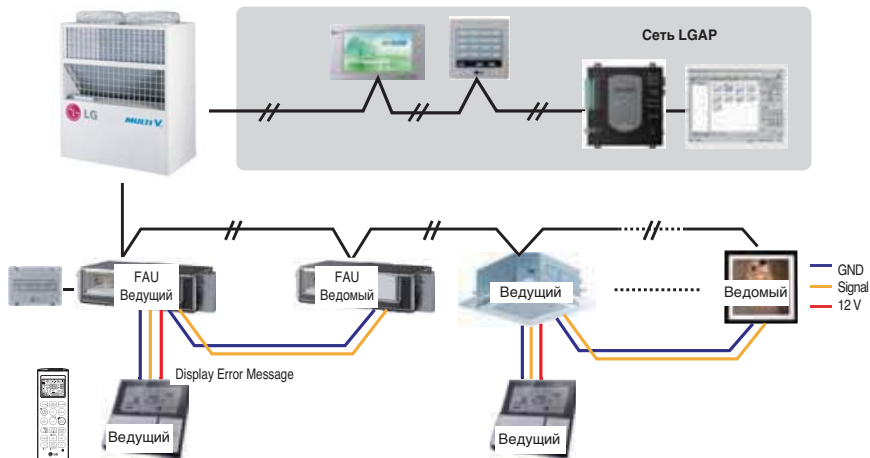 Сеть LGAP
LG
MULTI V.
FAU
Ведущий
FAU
Ведомый
Ведущий
Ведомый
GND
Signal
12 V
Display Error Message
Ведущий
Ведущий